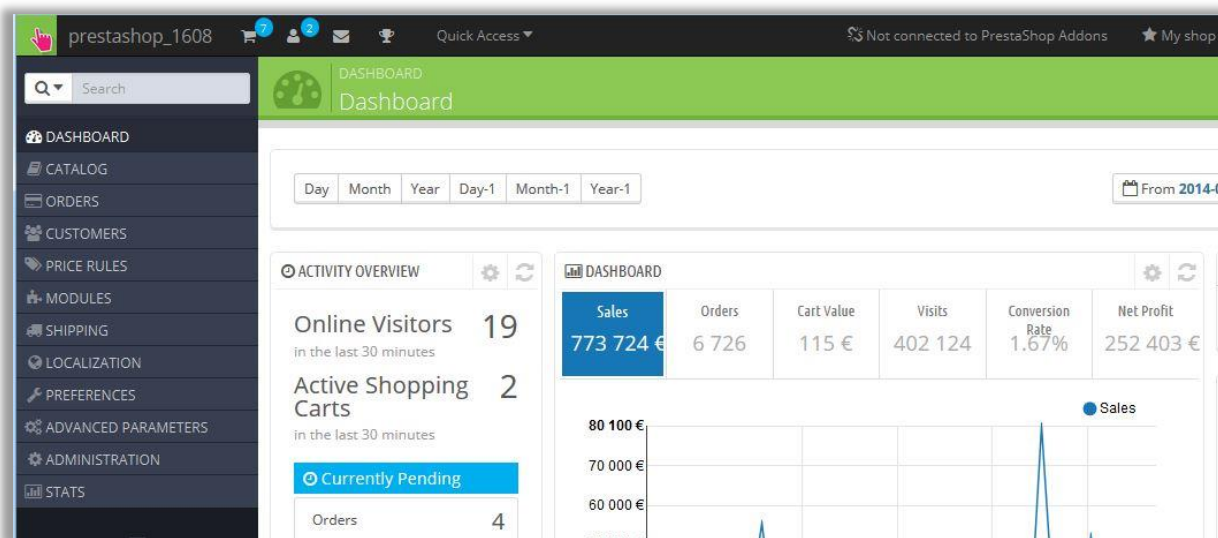 prestashop_1608 7 2 Quick Access Not connected to PrestaShop Addons My shop
Search
DASHBOARD
Dashboard
DASHBOARD
CATALOG
ORDERS
CUSTOMERS
PRICE RULES
MODULES
SHIPPING
LOCALIZATION
PREFERENCES
ADVANCED PARAMETERS
ADMINISTRATION
STATS
Day Month Year Day-1 Month-1 Year-1
From 2014-0
ACTIVITY OVERVIEW
Online Visitors 19
in the last 30 minutes
Active Shopping 2
Carts
in the last 30 minutes
Currently Pending
Orders 4
DASHBOARD
Sales
773 724 €
Orders
6 726
Cart Value
115 €
Visits
402 124
Conversion
Rate
1.67%
Net Profit
252 403 €
Sales
80 100 €
70 000 €
60 000 €